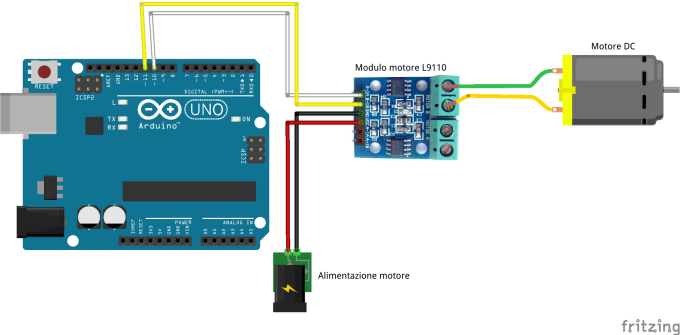 Motore DC
Modulo motore L9110
RESET
ICSP2
AREF
GND
13
12
~11
~10
~9
8
7
~6
~5
4
~3
2
TX▸1
RX◂0
DIGITAL (PWM=~)
L
TX
RX
Arduino™
UNO
ON
ICSP
IOREF
RESET
3V3
5V
GND
GND
VIN
POWER
ANALOG IN
A0
A1
A2
A3
A4
A5
Alimentazione motore
fritzing